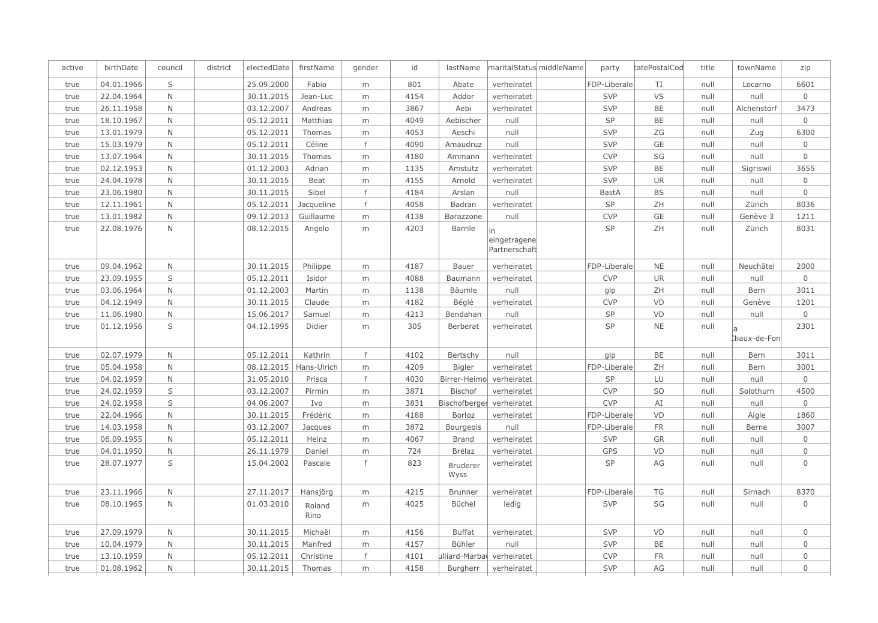 active birthDate council district electedDate firstName gender id lastName maritalStatus middleName party tatePostalCod title townName zip
true 04.01.1966 S 25.09.2000 Fabio m 801 Abate verheiratet FDP-Liberale TI null Locarno 6601
true 22.04.1964 N 30.11.2015 Jean-Luc m 4154 Addor verheiratet SVP VS null null 0
true 26.11.1958 N 03.12.2007 Andreas m 3867 Aebi verheiratet SVP BE null Alchenstorf 3473
true 18.10.1967 N 05.12.2011 Matthias m 4049 Aebischer null SP BE null null 0
true 13.01.1979 N 05.12.2011 Thomas m 4053 Aeschi null SVP ZG null Zug 6300
true 15.03.1979 N 05.12.2011 Céline f 4090 Amaudruz null SVP GE null null 0
true 13.07.1964 N 30.11.2015 Thomas m 4180 Ammann verheiratet CVP SG null null 0
true 02.12.1953 N 01.12.2003 Adrian m 1135 Amstutz verheiratet SVP BE null Sigriswil 3655
true 24.04.1978 N 30.11.2015 Beat m 4155 Arnold verheiratet SVP UR null null 0
true 23.06.1980 N 30.11.2015 Sibel f 4184 Arslan null BastA BS null null 0
true 12.11.1961 N 05.12.2011 Jacqueline f 4058 Badran verheiratet SP ZH null Zürich 8036
true 13.01.1982 N 09.12.2013 Guillaume m 4138 Barazzone null CVP GE null Genève 3 1211
true 22.08.1976 N 08.12.2015 Angelo m 4203 Barrile in SP ZH null Zürich 8031
eingetragene
Partnerschaft
true 09.04.1962 N 30.11.2015 Philippe m 4187 Bauer verheiratet FDP-Liberale NE null Neuchâtel 2000
true 23.09.1955 S 05.12.2011 Isidor m 4088 Baumann verheiratet CVP UR null null 0
true 03.06.1964 N 01.12.2003 Martin m 1138 Bäumle null glp ZH null Bern 3011
true 04.12.1949 N 30.11.2015 Claude m 4182 Béglé verheiratet CVP VD null Genève 1201
true 11.06.1980 N 15.06.2017 Samuel m 4213 Bendahan null SP VD null null 0
true 01.12.1956 S 04.12.1995 Didier m 305 Berberat verheiratet SP NE null a 2301
Chaux-de-Fon
true 02.07.1979 N 05.12.2011 Kathrin f 4102 Bertschy null glp BE null Bern 3011
true 05.04.1958 N 08.12.2015 Hans-Ulrich m 4209 Bigler verheiratet FDP-Liberale ZH null Bern 3001
true 04.02.1959 N 31.05.2010 Prisca f 4030 Birrer-Heimo verheiratet SP LU null null 0
true 24.02.1959 S 03.12.2007 Pirmin m 3871 Bischof verheiratet CVP SO null Solothurn 4500
true 24.02.1958 S 04.06.2007 Ivo m 3831 Bischofberger verheiratet CVP AI null null 0
true 22.04.1966 N 30.11.2015 Frédéric m 4188 Borloz verheiratet FDP-Liberale VD null Aigle 1860
true 14.03.1958 N 03.12.2007 Jacques m 3872 Bourgeois null FDP-Liberale FR null Berne 3007
true 06.09.1955 N 05.12.2011 Heinz m 4067 Brand verheiratet SVP GR null null 0
true 04.01.1950 N 26.11.1979 Daniel m 724 Brélaz verheiratet GPS VD null null 0
true 28.07.1977 S 15.04.2002 Pascale f 823 Bruderer verheiratet SP AG null null 0
Wyss
true 23.11.1966 N 27.11.2017 Hansjörg m 4215 Brunner verheiratet FDP-Liberale TG null Sirnach 8370
true 08.10.1965 N 01.03.2010 Roland m 4025 Büchel ledig SVP SG null null 0
Rino
true 27.09.1979 N 30.11.2015 Michaël m 4156 Buffat verheiratet SVP VD null null 0
true 10.04.1979 N 30.11.2015 Manfred m 4157 Bühler null SVP BE null null 0
true 13.10.1959 N 05.12.2011 Christine f 4101 ulliard-Marbac verheiratet CVP FR null null 0
true 01.08.1962 N 30.11.2015 Thomas m 4158 Burgherr verheiratet SVP AG null null 0